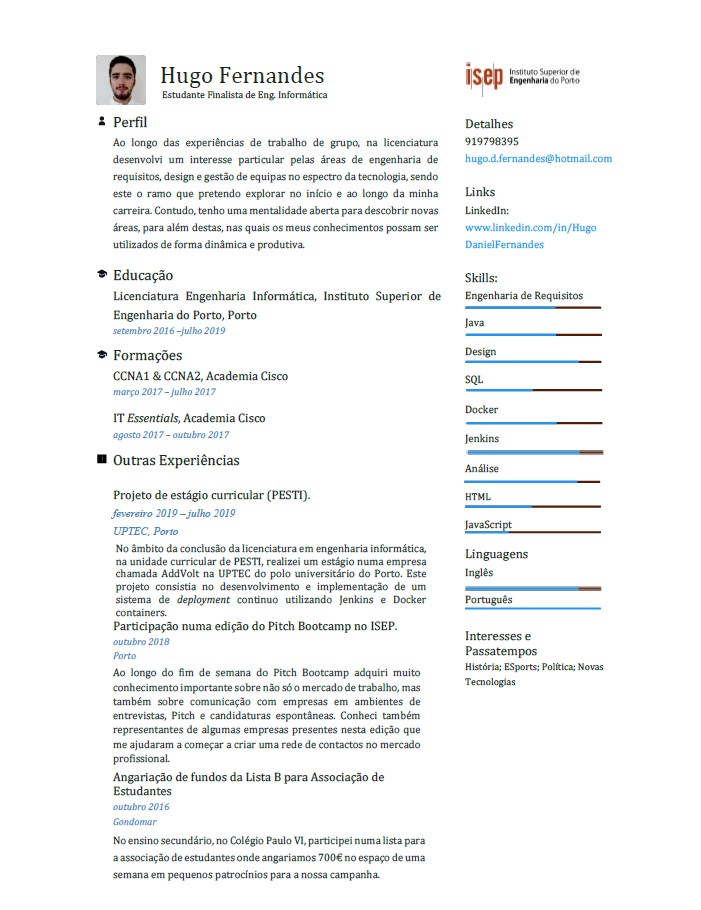 Hugo Fernandes
Estudante Finalista de Eng. Informática
Perfil
Ao longo das experiências de trabalho de grupo, na licenciatura
desenvolvi um interesse particular pelas áreas de engenharia de
requisitos, design e gestão de equipas no espectro da tecnologia, sendo
este o ramo que pretendo explorar no início e ao longo da minha
carreira. Contudo, tenho uma mentalidade aberta para descobrir novas
áreas, para além destas, nas quais os meus conhecimentos possam ser
utilizados de forma dinâmica e produtiva.
Educação
Licenciatura Engenharia Informática, Instituto Superior de
Engenharia do Porto, Porto
setembro 2016 –julho 2019
Formações
CCNA1 & CCNA2, Academia Cisco
março 2017 – julho 2017
IT Essentials, Academia Cisco
agosto 2017 – outubro 2017
Outras Experiências
Projeto de estágio curricular (PESTI).
fevereiro 2019 – julho 2019
UPTEC, Porto
No âmbito da conclusão da licenciatura em engenharia informática,
na unidade curricular de PESTI, realizei um estágio numa empresa
chamada AddVolt na UPTEC do polo universitário do Porto. Este
projeto consistia no desenvolvimento e implementação de um
sistema de deployment continuo utilizando Jenkins e Docker
containers.
Participação numa edição do Pitch Bootcamp no ISEP.
outubro 2018
Porto
Ao longo do fim de semana do Pitch Bootcamp adquiri muito
conhecimento importante sobre não só o mercado de trabalho, mas
também sobre comunicação com empresas em ambientes de
entrevistas, Pitch e candidaturas espontâneas. Conheci também
representantes de algumas empresas presentes nesta edição que
me ajudaram a começar a criar uma rede de contactos no mercado
profissional.
Angariação de fundos da Lista B para Associação de
Estudantes
outubro 2016
Gondomar
No ensino secundário, no Colégio Paulo VI, participei numa lista para
a associação de estudantes onde angariamos 700€ no espaço de uma
semana em pequenos patrocínios para a nossa campanha.
isep
Instituto Superior de
Engenharia do Porto
Detalhes
919798395
hugo.d.fernandes@hotmail.com
Links
LinkedIn:
www.linkedin.com/in/Hugo
DanielFernandes
Skills:
Engenharia de Requisitos
Java
Design
SQL
Docker
Jenkins
Análise
HTML
JavaScript
Linguagens
Inglês
Português
Interesses e
Passatempos
História; ESports; Política; Novas
Tecnologias